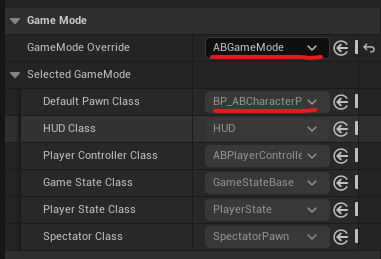 Game Mode
GameMode Override ABGameMode
Selected GameMode
Default Pawn Class BP_ABCharacterP
HUD Class HUD
Player Controller Class ABPlayerControlle
Game State Class GameStateBase
Player State Class PlayerState
Spectator Class SpectatorPawn